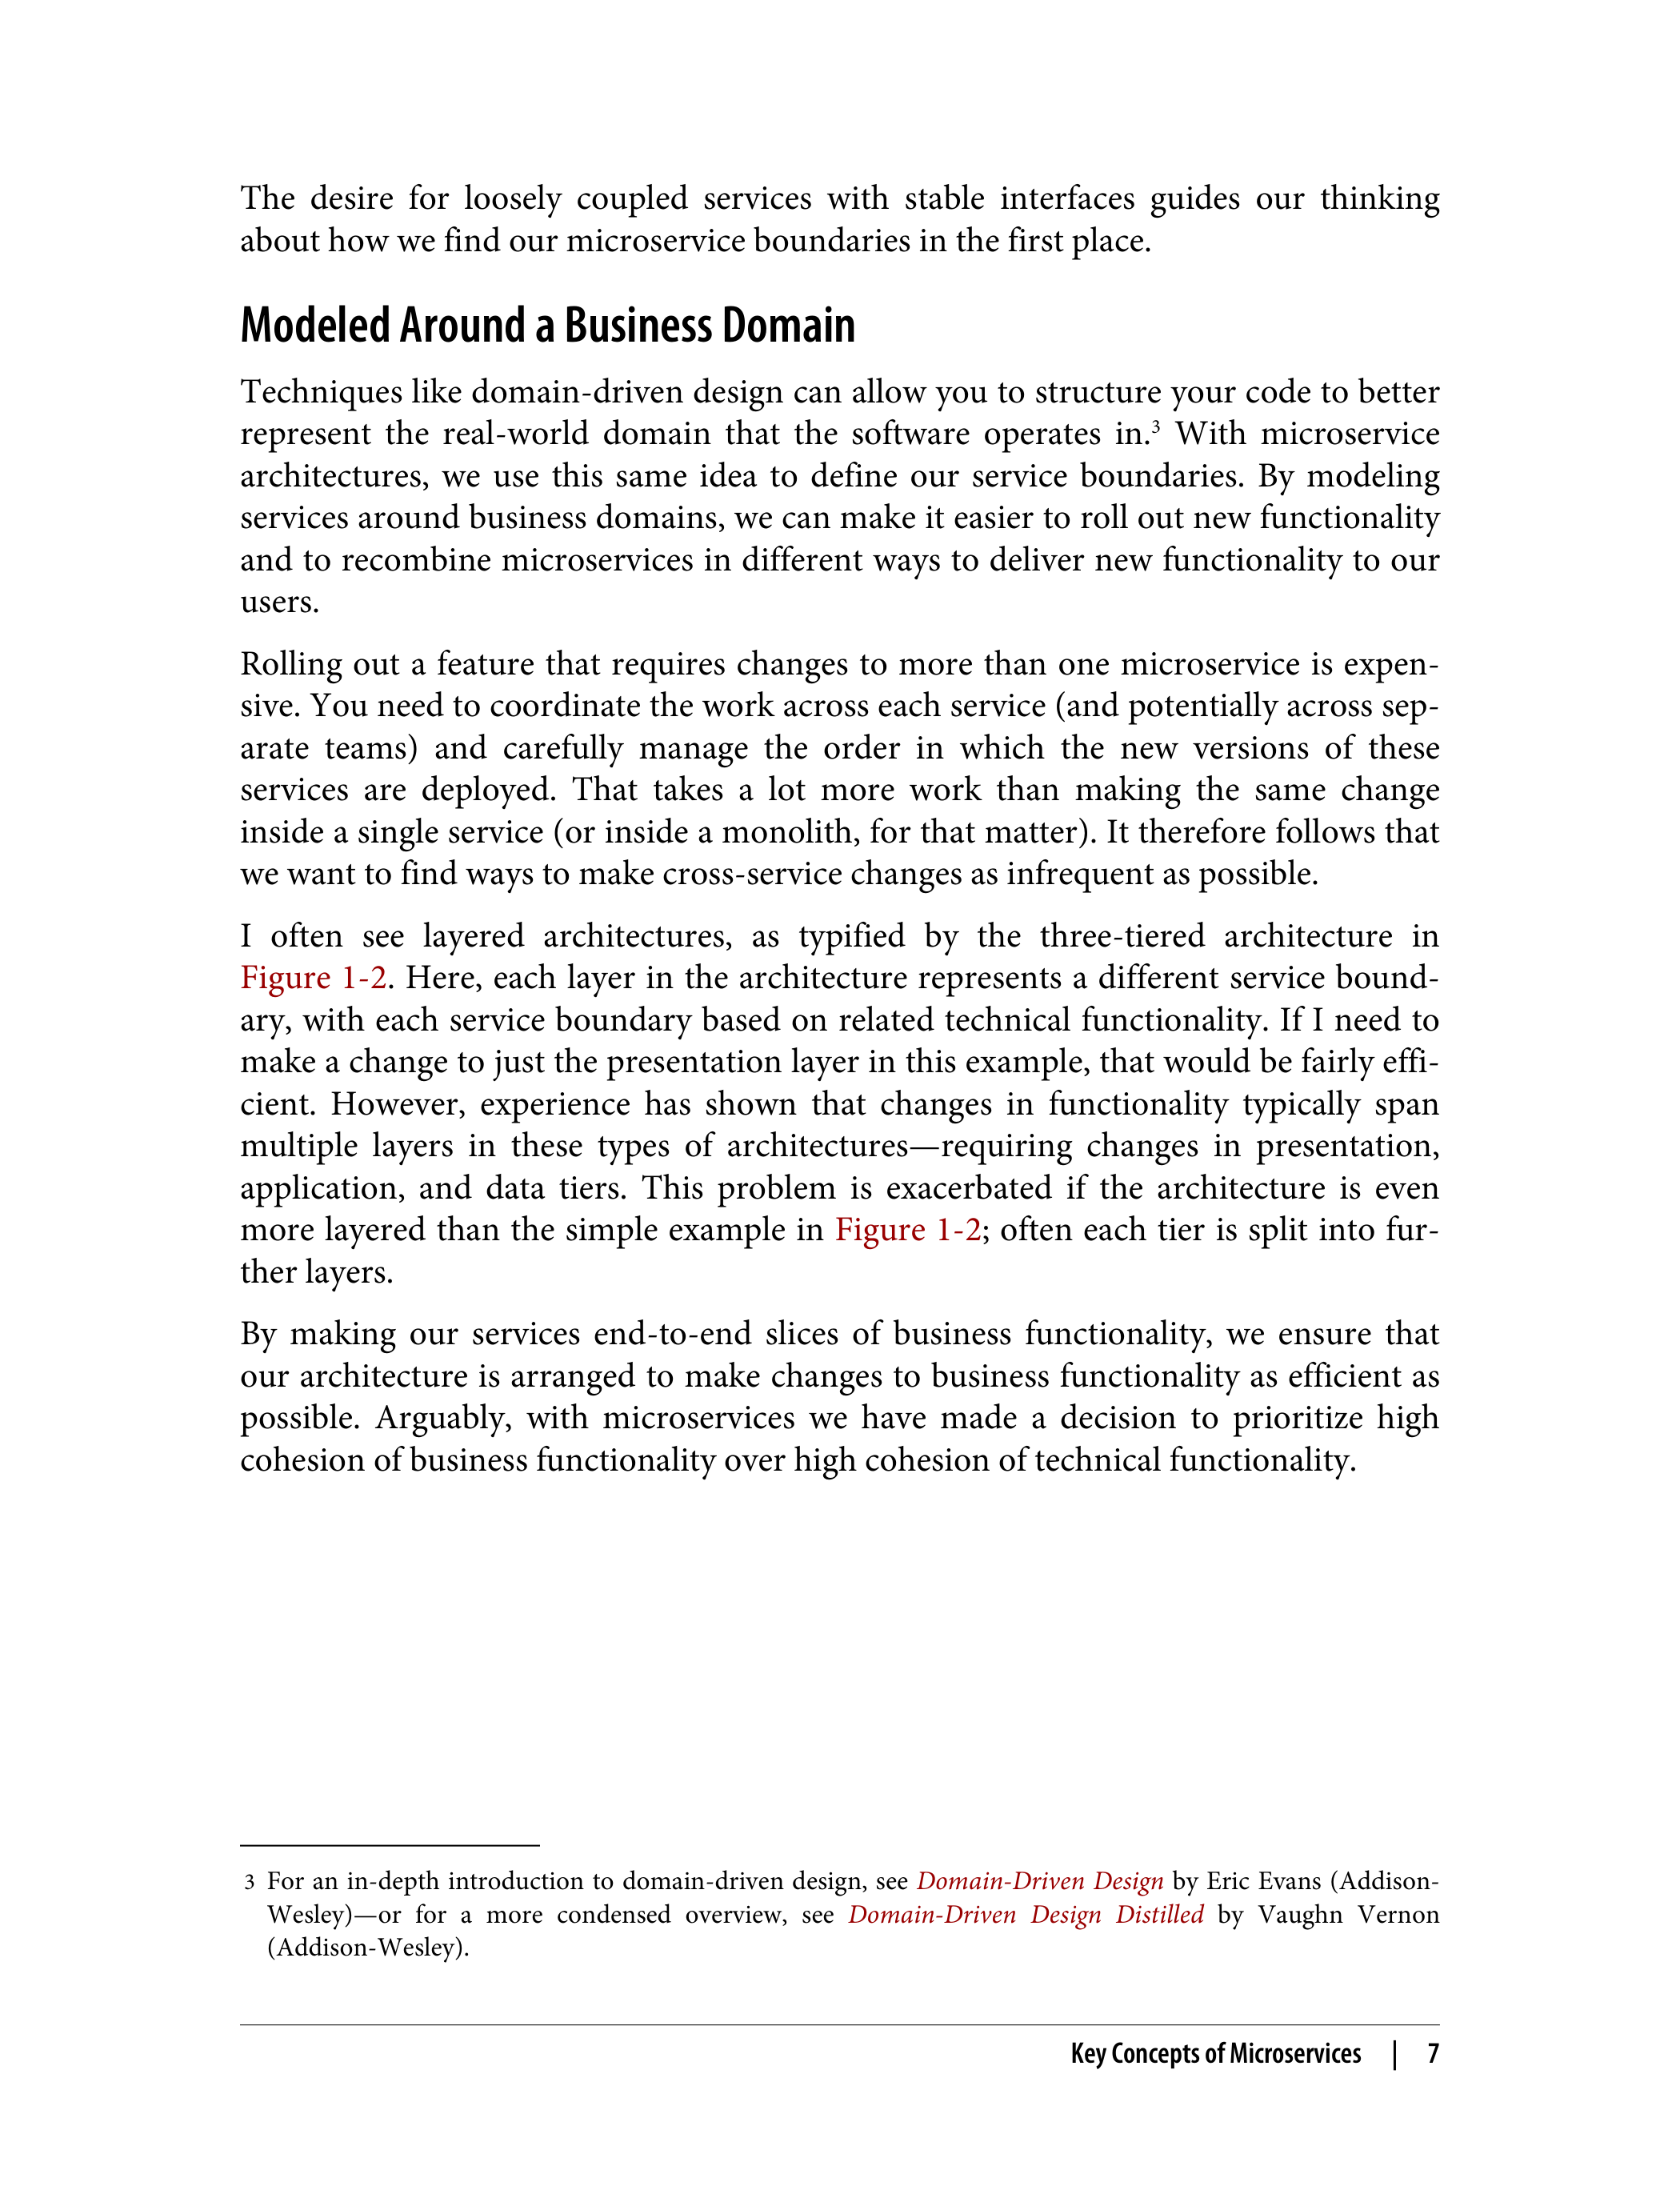 The desire for loosely coupled services with stable interfaces guides our thinking
about how we find our microservice boundaries in the first place.
Modeled Around a Business Domain
Techniques like domain-driven design can allow you to structure your code to better
represent the real-world domain that the software operates in.³ With microservice
architectures, we use this same idea to define our service boundaries. By modeling
services around business domains, we can make it easier to roll out new functionality
and to recombine microservices in different ways to deliver new functionality to our
users.
Rolling out a feature that requires changes to more than one microservice is expen-
sive. You need to coordinate the work across each service (and potentially across sep-
arate teams) and carefully manage the order in which the new versions of these
services are deployed. That takes a lot more work than making the same change
inside a single service (or inside a monolith, for that matter). It therefore follows that
we want to find ways to make cross-service changes as infrequent as possible.
I often see layered architectures, as typified by the three-tiered architecture in
Figure 1-2. Here, each layer in the architecture represents a different service bound-
ary, with each service boundary based on related technical functionality. If I need to
make a change to just the presentation layer in this example, that would be fairly effi-
cient. However, experience has shown that changes in functionality typically span
multiple layers in these types of architectures—requiring changes in presentation,
application, and data tiers. This problem is exacerbated if the architecture is even
more layered than the simple example in Figure 1-2; often each tier is split into fur-
ther layers.
By making our services end-to-end slices of business functionality, we ensure that
our architecture is arranged to make changes to business functionality as efficient as
possible. Arguably, with microservices we have made a decision to prioritize high
cohesion of business functionality over high cohesion of technical functionality.
3 For an in-depth introduction to domain-driven design, see Domain-Driven Design by Eric Evans (Addison-
Wesley)—or for a more condensed overview, see Domain-Driven Design Distilled by Vaughn Vernon
(Addison-Wesley).
Key Concepts of Microservices | 7